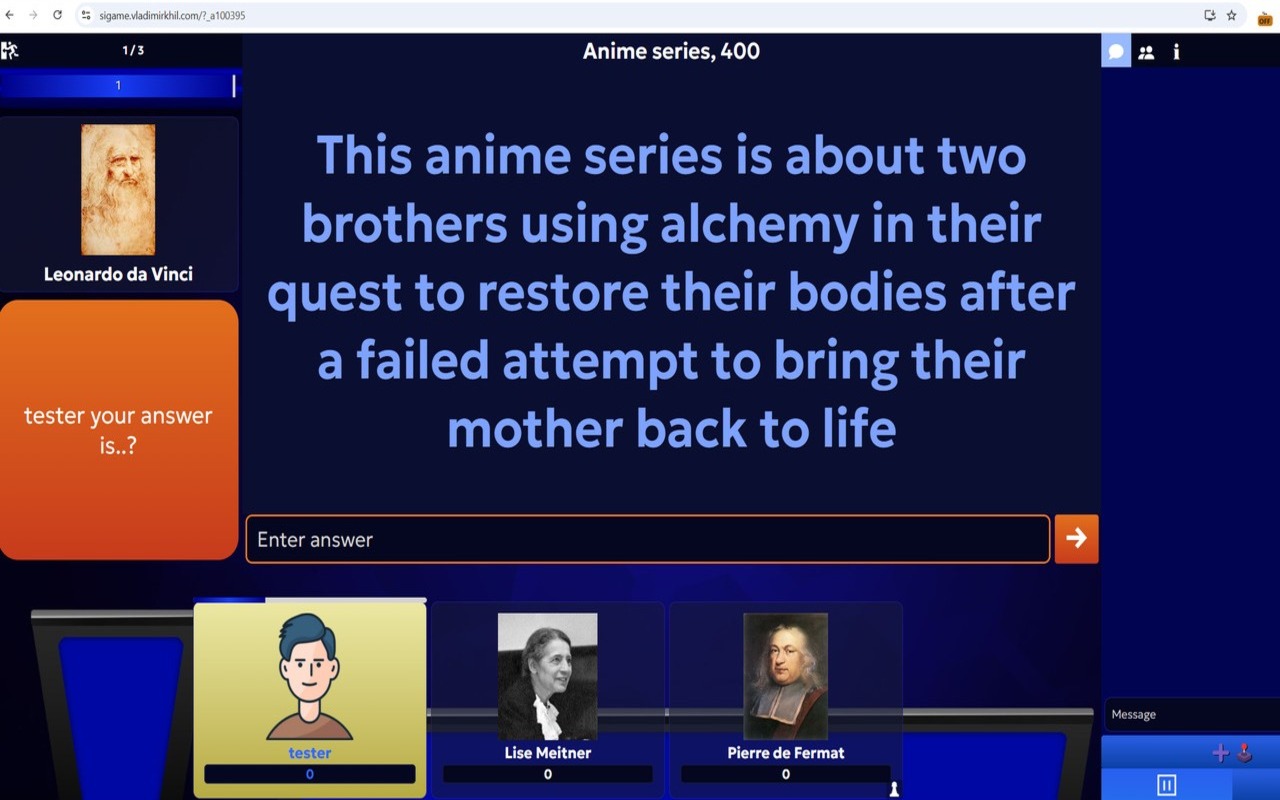 sigame.vladimirkhil.com/?_a100395
OFF
1/3
Anime series, 400
1
This anime series is about two
brothers using alchemy in their
quest to restore their bodies after
a failed attempt to bring their
mother back to life
Leonardo da Vinci
tester your answer
is..?
Enter answer
tester
0
Lise Meitner
0
Pierre de Fermat
0
Message